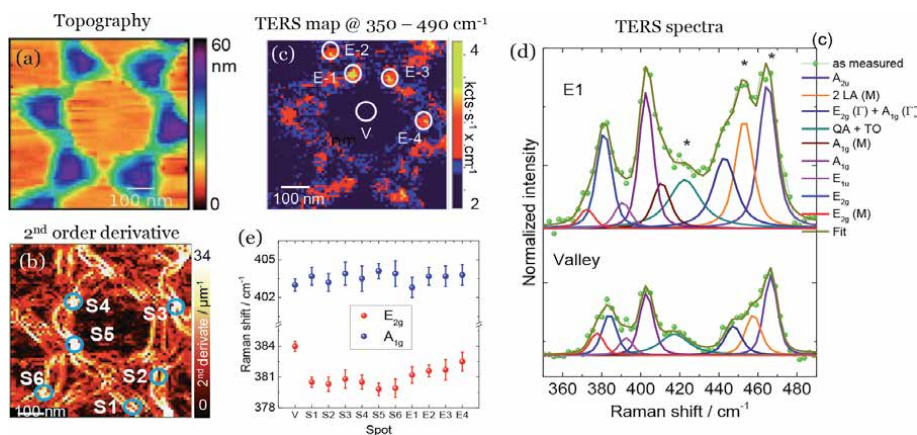 Topography
(a)
60
nm
0
100 nm
TERS map @ 350 – 490 cm⁻¹
(c)
E-2
E-1
E-3
V
E-4
100 nm
4
kcts·s⁻¹ x cm⁻¹
2
2nd order derivative
(b)
S4
S3
S5
S2
S6
S1
100 nm
34
2nd derivate / µm⁻¹
0
(e)
405
402
384
381
378
Raman shift / cm⁻¹
E2g
A1g
V S1 S2 S3 S4 S5 S6 E1 E2 E3 E4
Spot
TERS spectra
(d)
(c)
E1
* * *
Valley
Normalized intensity
360 380 400 420 440 460 480
Raman shift / cm⁻¹
as measured
A2u
2 LA (M)
E2g (Γ) + A1g (Γ)
QA + TO
A1g (M)
A1g
E1u
E2g
E2g (M)
Fit